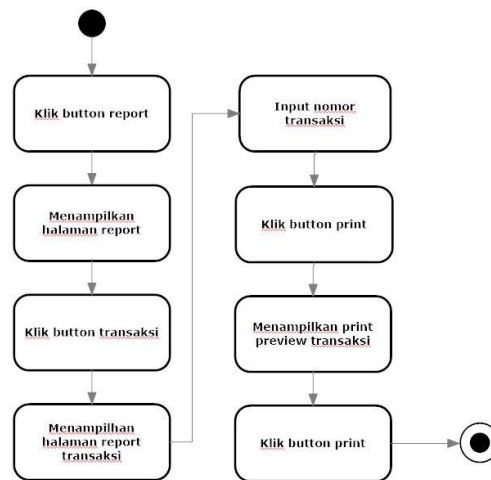 Klik button report
Menampilkan
halaman report
Klik button transaksi
Menampilhan
halaman report
transaksi
Input nomor
transaksi
Klik button print
Menampilkan print
preview transaksi
Klik button print